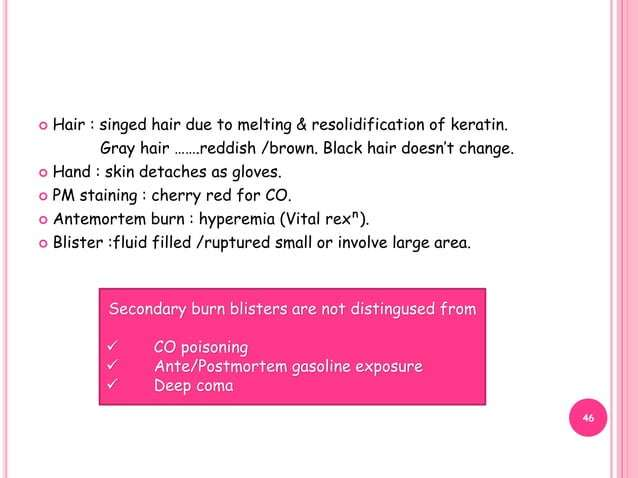 Hair : singed hair due to melting & resolidification of keratin.
Gray hair …….reddish /brown. Black hair doesn’t change.
Hand : skin detaches as gloves.
PM staining : cherry red for CO.
Antemortem burn : hyperemia (Vital rexⁿ).
Blister :fluid filled /ruptured small or involve large area.
Secondary burn blisters are not distingused from
✓ CO poisoning
✓ Ante/Postmortem gasoline exposure
✓ Deep coma
46